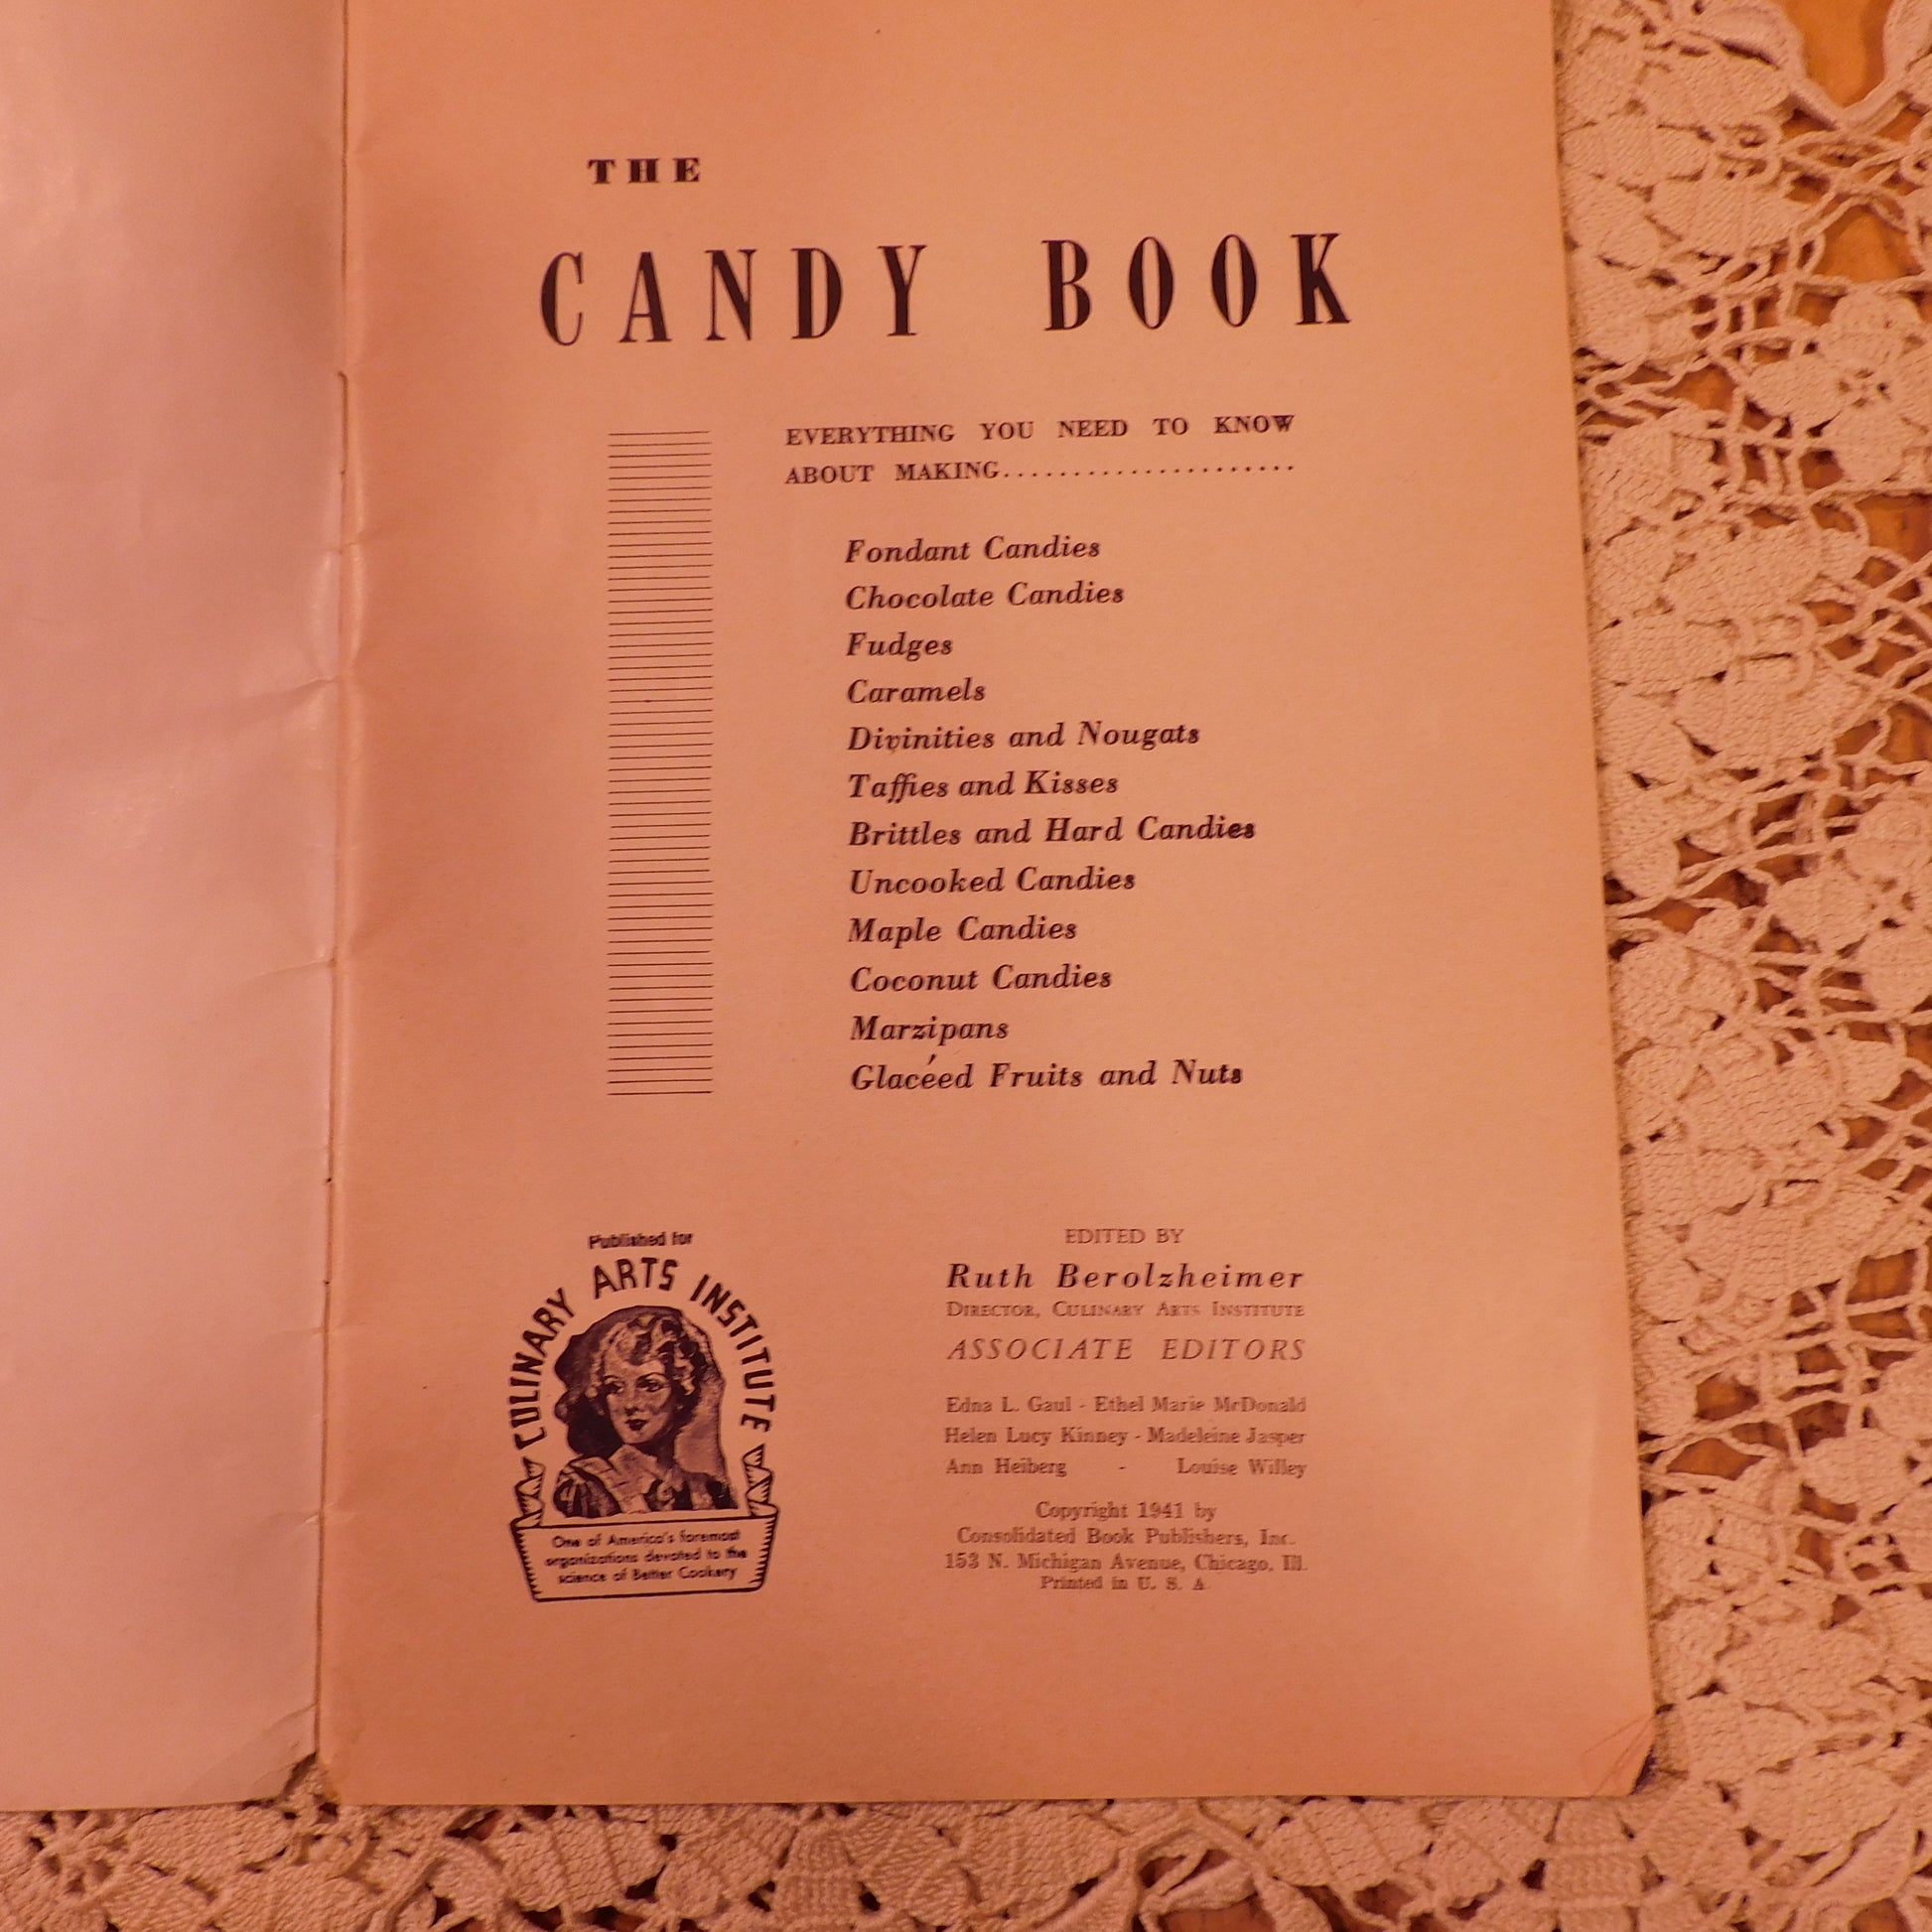 THE
CANDY BOOK
EVERYTHING YOU NEED TO KNOW
ABOUT MAKING.....................
Fondant Candies
Chocolate Candies
Fudges
Caramels
Divinities and Nougats
Taffies and Kisses
Brittles and Hard Candies
Uncooked Candies
Maple Candies
Coconut Candies
Marzipans
Glacéed Fruits and Nuts
Published for
CULINARY ARTS INSTITUTE
One of America's foremost
organizations devoted to the
science of Better Cookery
EDITED BY
Ruth Berolzheimer
DIRECTOR, CULINARY ARTS INSTITUTE
ASSOCIATE EDITORS
Edna L. Gaul - Ethel Marie McDonald
Helen Lucy Kinney - Madeleine Jasper
Ann Heiberg - Louise Willey
Copyright 1941 by
Consolidated Book Publishers, Inc.
153 N. Michigan Avenue, Chicago, Ill.
Printed in U. S. A